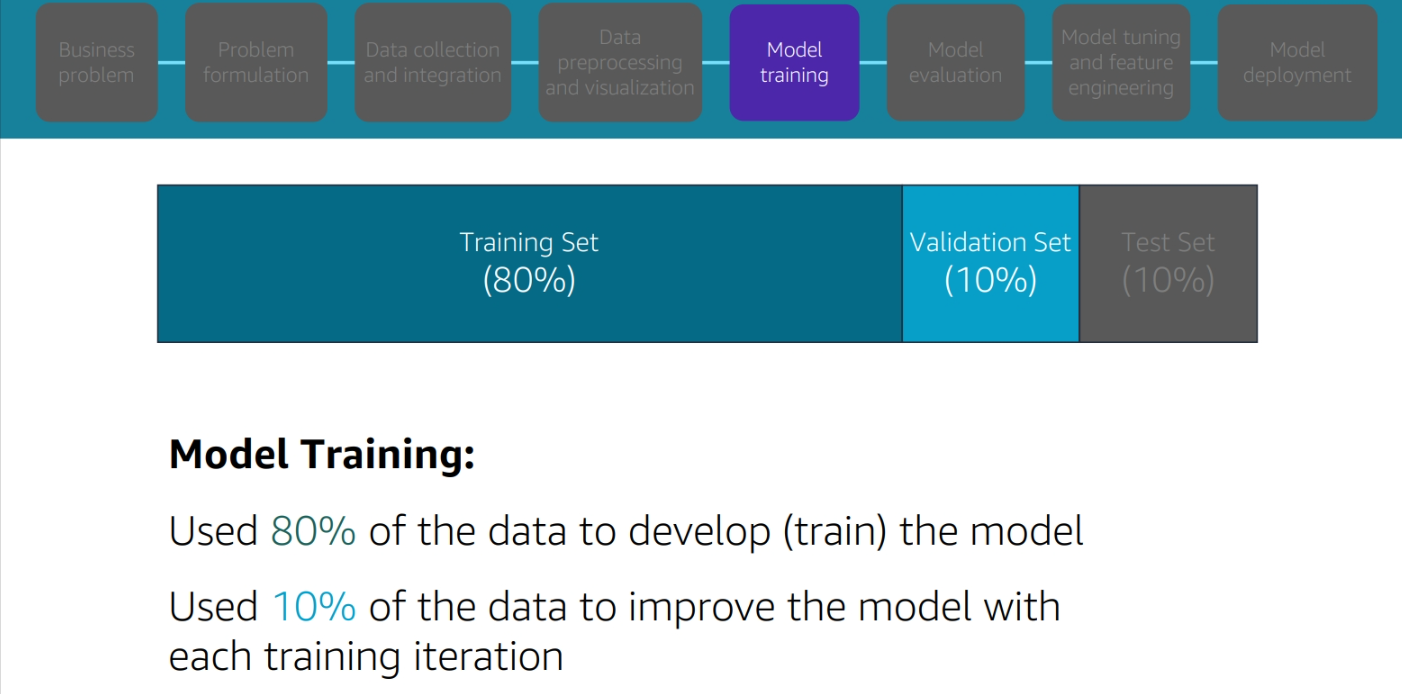 Business
problem
Problem
formulation
Data collection
and integration
Data
preprocessing
and visualization
Model
training
Model
evaluation
Model tuning
and feature
engineering
Model
deployment
Training Set
(80%)
Validation Set
(10%)
Test Set
(10%)
Model Training:
Used 80% of the data to develop (train) the model
Used 10% of the data to improve the model with
each training iteration